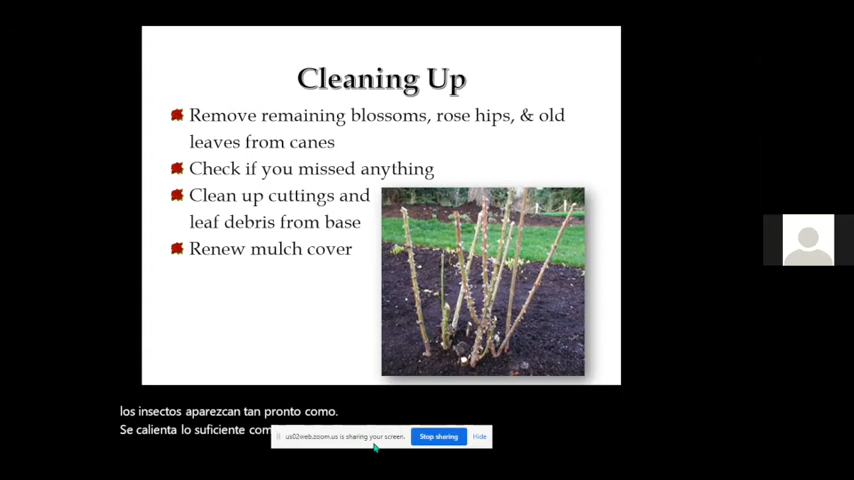 Cleaning Up
Remove remaining blossoms, rose hips, & old
leaves from canes
Check if you missed anything
Clean up cuttings and
leaf debris from base
Renew mulch cover
los insectos aparezcan tan pronto como.
Se calienta lo suficiente
us02web.zoom.us is sharing your screen. Stop sharing Hide